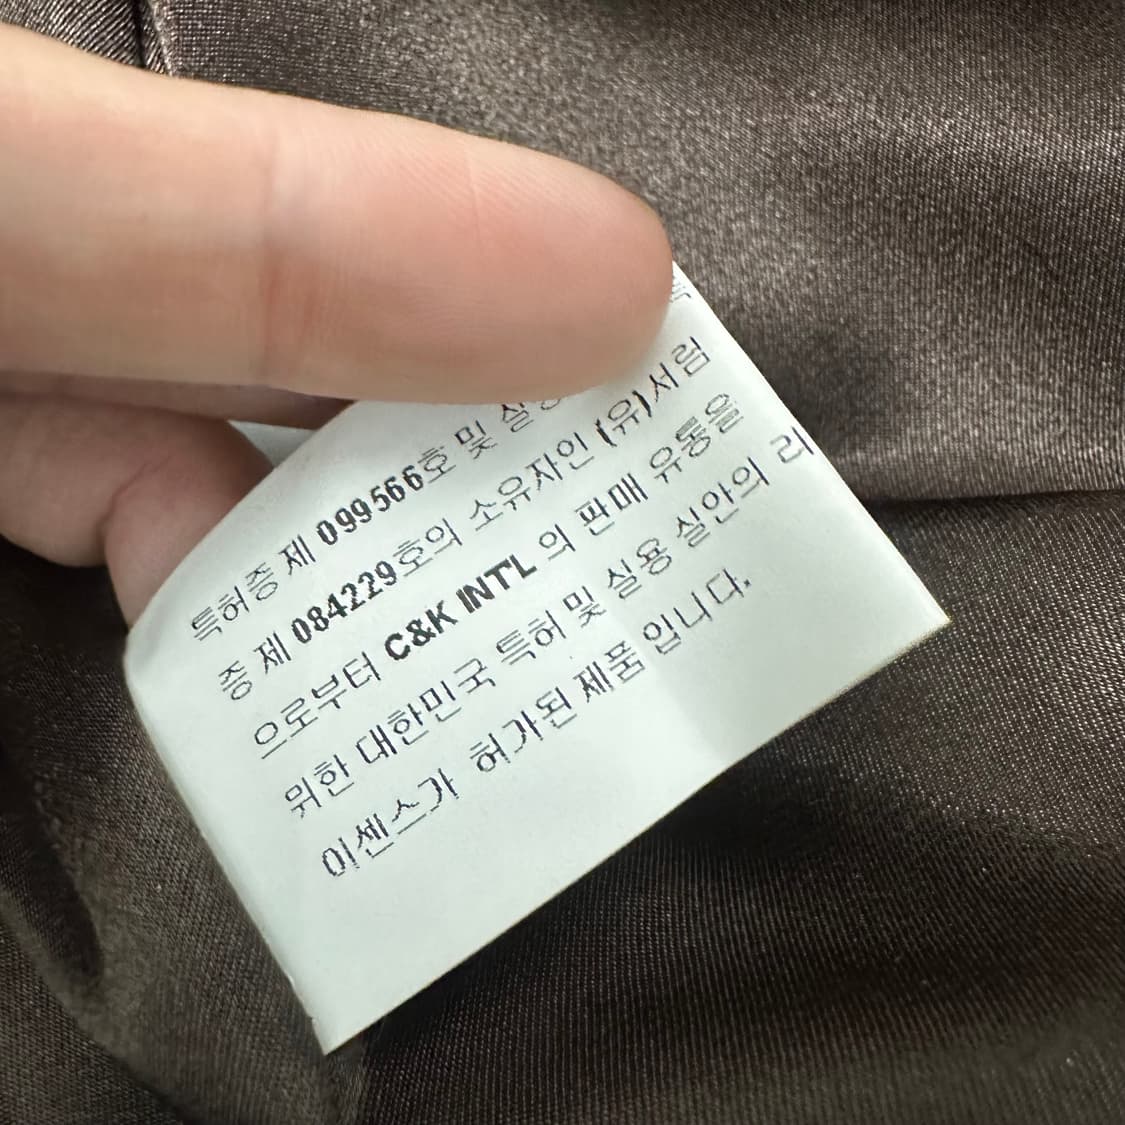 특허증 제 099566호 및
증 제 084229호의 소유자인 (유)서럼
으로부터 C&K INT'L 의 판매 유통을
위한 대한민국 특허 및 실용 실안의 라
이센스가 허가된 제품 입니다.